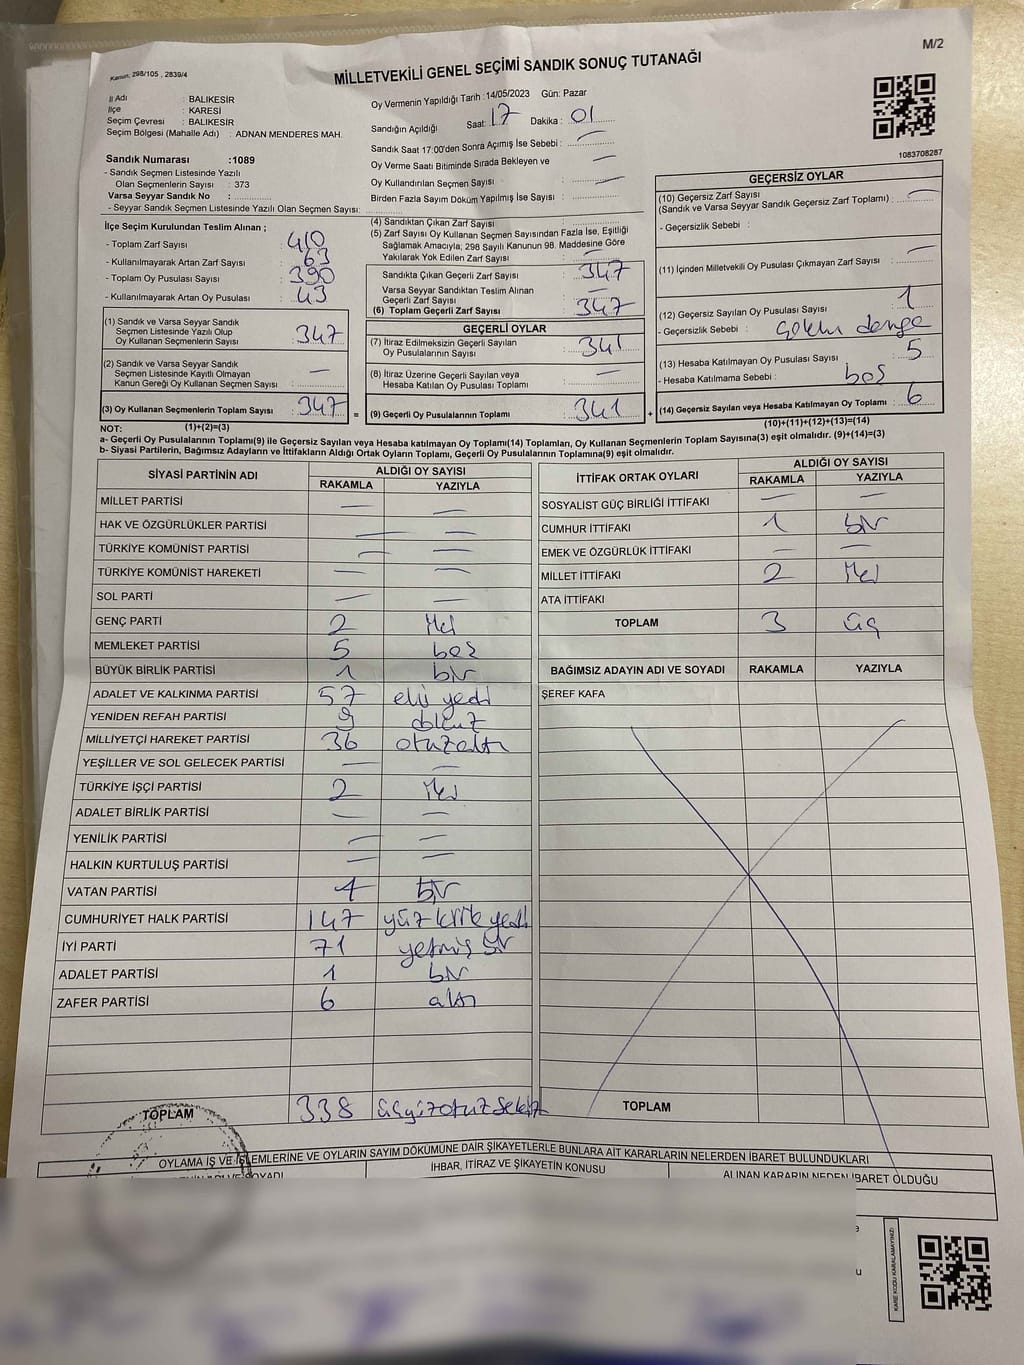 M/2
Kanun, 298/105 , 2839/4
MİLLETVEKİLİ GENEL SEÇİMİ SANDIK SONUÇ TUTANAĞI
İl Adı : BALIKESİR
İlçe : KARESİ
Seçim Çevresi : BALIKESİR
Seçim Bölgesi (Mahalle Adı) : ADNAN MENDERES MAH.
Sandık Numarası :1089
- Sandık Seçmen Listesinde Yazılı
Olan Seçmenlerin Sayısı : 373
Varsa Seyyar Sandık No :
- Seyyar Sandık Seçmen Listesinde Yazılı Olan Seçmen Sayısı:
Oy Vermenin Yapıldığı Tarih :14/05/2023 Gün: Pazar
Sandığın Açıldığı Saat: 17 Dakika : 01
Sandık Saat 17:00'den Sonra Açımış İse Sebebi : —
Oy Verme Saati Bitiminde Sırada Bekleyen ve —
Oy Kullandırılan Seçmen Sayısı : —
Birden Fazla Sayım Döküm Yapılmış İse Sayısı :
1083708287
İlçe Seçim Kurulundan Teslim Alınan ;
- Toplam Zarf Sayısı : 410
- Kullanılmayarak Artan Zarf Sayısı : 63
- Toplam Oy Pusulası Sayısı : 390
- Kullanılmayarak Artan Oy Pusulası : 43
(1) Sandık ve Varsa Seyyar Sandık
Seçmen Listesinde Yazılı Olup
Oy Kullanan Seçmenlerin Sayısı : 347
(2) Sandık ve Varsa Seyyar Sandık
Seçmen Listesinde Kayıtlı Olmayan
Kanun Gereği Oy Kullanan Seçmen Sayısı : —
(3) Oy Kullanan Seçmenlerin Toplam Sayısı : 347 =
(4) Sandıktan Çıkan Zarf Sayısı :
(5) Zarf Sayısı Oy Kullanan Seçmen Sayısından Fazla İse, Eşitliği
Sağlamak Amacıyla; 298 Sayılı Kanunun 98. Maddesine Göre
Yakılarak Yok Edilen Zarf Sayısı :
Sandıkta Çıkan Geçerli Zarf Sayısı : 347
Varsa Seyyar Sandıktan Teslim Alınan
Geçerli Zarf Sayısı : —
(6) Toplam Geçerli Zarf Sayısı : 347
GEÇERLİ OYLAR
(7) İtiraz Edilmeksizin Geçerli Sayılan
Oy Pusulalarının Sayısı : 341
(8) İtiraz Üzerine Geçerli Sayılan veya
Hesaba Katılan Oy Pusulası Toplamı : —
(9) Geçerli Oy Pusulalarının Toplamı : 341 +
GEÇERSİZ OYLAR
(10) Geçersiz Zarf Sayısı
(Sandık ve Varsa Seyyar Sandık Geçersiz Zarf Toplamı) : —
- Geçersizlik Sebebi :
(11) İçinden Milletvekili Oy Pusulası Çıkmayan Zarf Sayısı : —
(12) Geçersiz Sayılan Oy Pusulası Sayısı : 1
- Geçersizlik Sebebi :
(13) Hesaba Katılmayan Oy Pusulası Sayısı : 5
- Hesaba Katılmama Sebebi : boş
(14) Geçersiz Sayılan veya Hesaba Katılmayan Oy Toplamı : 6
NOT: (1)+(2)=(3) (10)+(11)+(12)+(13)=(14)
a- Geçerli Oy Pusulalarının Toplamı(9) ile Geçersiz Sayılan veya Hesaba katılmayan Oy Toplamı(14) Toplamları, Oy Kullanan Seçmenlerin Toplam Sayısına(3) eşit olmalıdır. (9)+(14)=(3)
b- Siyasi Partilerin, Bağımsız Adayların ve İttifakların Aldığı Ortak Oyların Toplamı, Geçerli Oy Pusulalarının Toplamına(9) eşit olmalıdır.
SİYASİ PARTİNİN ADI ALDIĞI OY SAYISI
RAKAMLA YAZIYLA
MİLLET PARTİSİ — —
HAK VE ÖZGÜRLÜKLER PARTİSİ — —
TÜRKİYE KOMÜNİST PARTİSİ — —
TÜRKİYE KOMÜNİST HAREKETİ — —
SOL PARTİ — —
GENÇ PARTİ 2 iki
MEMLEKET PARTİSİ 5 beş
BÜYÜK BİRLİK PARTİSİ 1 bir
ADALET VE KALKINMA PARTİSİ 57 elli yedi
YENİDEN REFAH PARTİSİ 9 dokuz
MİLLİYETÇİ HAREKET PARTİSİ 36 otuzaltı
YEŞİLLER VE SOL GELECEK PARTİSİ — —
TÜRKİYE İŞÇİ PARTİSİ 2 iki
ADALET BİRLİK PARTİSİ — —
YENİLİK PARTİSİ — —
HALKIN KURTULUŞ PARTİSİ — —
VATAN PARTİSİ 1 bir
CUMHURİYET HALK PARTİSİ 147 yüz kırk yedi
İYİ PARTİ 71 yetmiş bir
ADALET PARTİSİ 1 bir
ZAFER PARTİSİ 6 altı
TOPLAM 338 üçyüzotuzsekiz
İTTİFAK ORTAK OYLARI ALDIĞI OY SAYISI
RAKAMLA YAZIYLA
SOSYALİST GÜÇ BİRLİĞİ İTTİFAKI — —
CUMHUR İTTİFAKI 1 bir
EMEK VE ÖZGÜRLÜK İTTİFAKI — —
MİLLET İTTİFAKI 2 iki
ATA İTTİFAKI
TOPLAM 3 üç
BAĞIMSIZ ADAYIN ADI VE SOYADI RAKAMLA YAZIYLA
ŞEREF KAFA
TOPLAM
OYLAMA İŞ VE İŞLEMLERİNE VE OYLARIN SAYIM DÖKÜMÜNE DAİR ŞİKAYETLERLE BUNLARA AİT KARARLARIN NELERDEN İBARET BULUNDUKLARI
İHBAR, İTİRAZ VE ŞİKAYETİN KONUSU
ALINAN KARARIN NEDEN İBARET OLDUĞU
KARE KODU KARALAMAYINIZ!